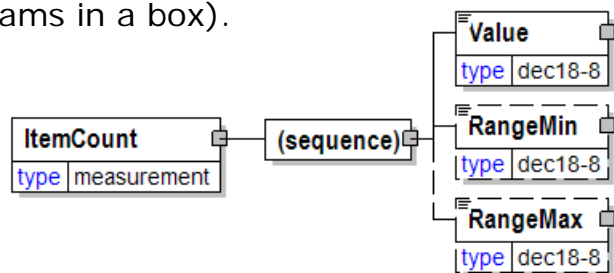 ams in a box).
Value
type dec18-8
ItemCount
type measurement
(sequence)
RangeMin
type dec18-8
RangeMax
type dec18-8